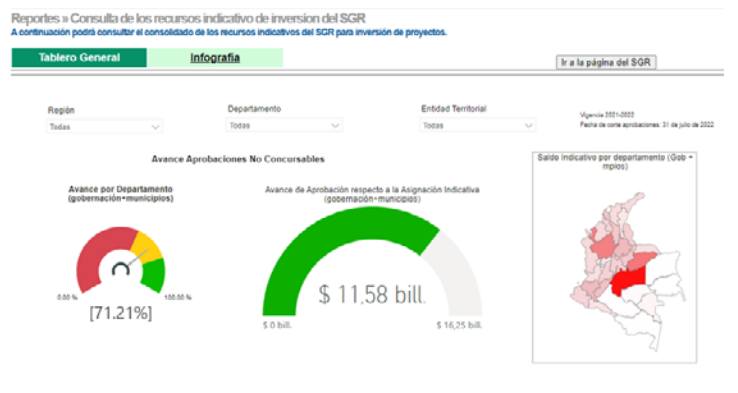 Reportes » Consulta de los recursos indicativo de inversion del SGR
A continuación podrá consultar el consolidado de los recursos indicativos del SGR para inversión de proyectos.
Tablero General
Infografía
Ir a la página del SGR
Región
Todas
Departamento
Todas
Entidad Territorial
Todas
Vigencia 2021-2022
Fecha de corte aprobaciones: 31 de julio de 2022
Avance Aprobaciones No Concursables
Avance por Departamento
(gobernación+municipios)
0.00 %
100.00 %
[71.21%]
Avance de Aprobación respecto a la Asignación Indicativa
(gobernación+municipios)
$ 11,58 bill.
$ 0 bill.
$ 16,25 bill.
Saldo indicativo por departamento (Gob +
mpios)